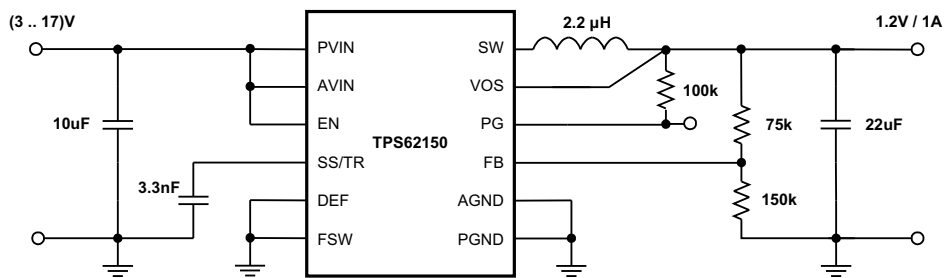 (3 .. 17)V
2.2 µH
1.2V / 1A
PVIN
SW
AVIN
VOS
100k
10uF
EN
PG
TPS62150
75k
22uF
SS/TR
FB
3.3nF
DEF
AGND
150k
FSW
PGND